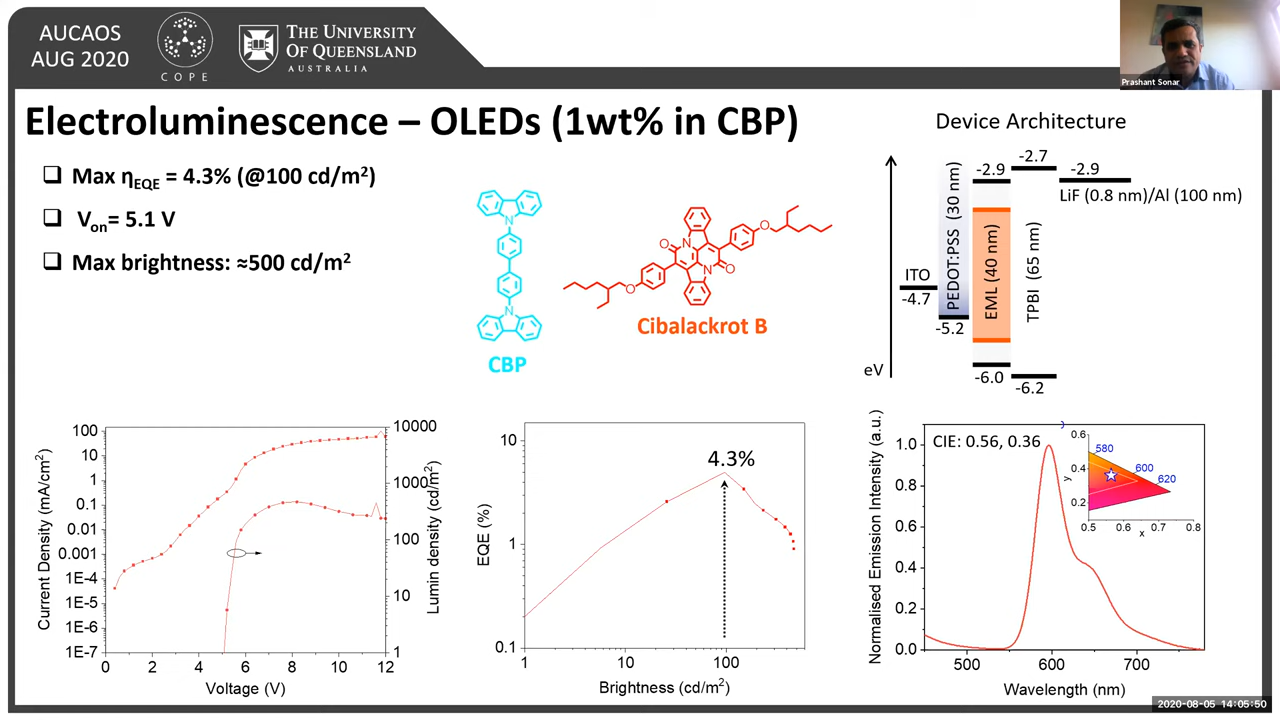 AUCAOS
AUG 2020
COPE
THE UNIVERSITY
OF QUEENSLAND
AUSTRALIA
Prashant Sonar
Electroluminescence – OLEDs (1wt% in CBP)
❑ Max ηEQE = 4.3% (@100 cd/m²)
❑ Von= 5.1 V
❑ Max brightness: ≈500 cd/m²
N
N
CBP
O
N
O
O
N
O
Cibalackrot B
Device Architecture
eV
ITO
-4.7
PEDOT:PSS (30 nm)
-5.2
-2.9
EML (40 nm)
-6.0
-2.7
TPBI (65 nm)
-6.2
-2.9
LiF (0.8 nm)/Al (100 nm)
Current Density (mA/cm²)
100
10
1
0.1
0.01
0.001
1E-4
1E-5
1E-6
1E-7
0 2 4 6 8 10 12
Voltage (V)
10000
1000
100
10
1
Lumin density (cd/m²)
EQE (%)
10
1
0.1
4.3%
1 10 100
Brightness (cd/m²)
Normalised Emission Intensity (a.u.)
1.0
0.8
0.6
0.4
0.2
0.0
CIE: 0.56, 0.36
0.6
0.4
0.2
y
580
600
620
0.5 0.6 0.7 0.8
x
500 600 700
Wavelength (nm)
2020-08-05 14:05:50